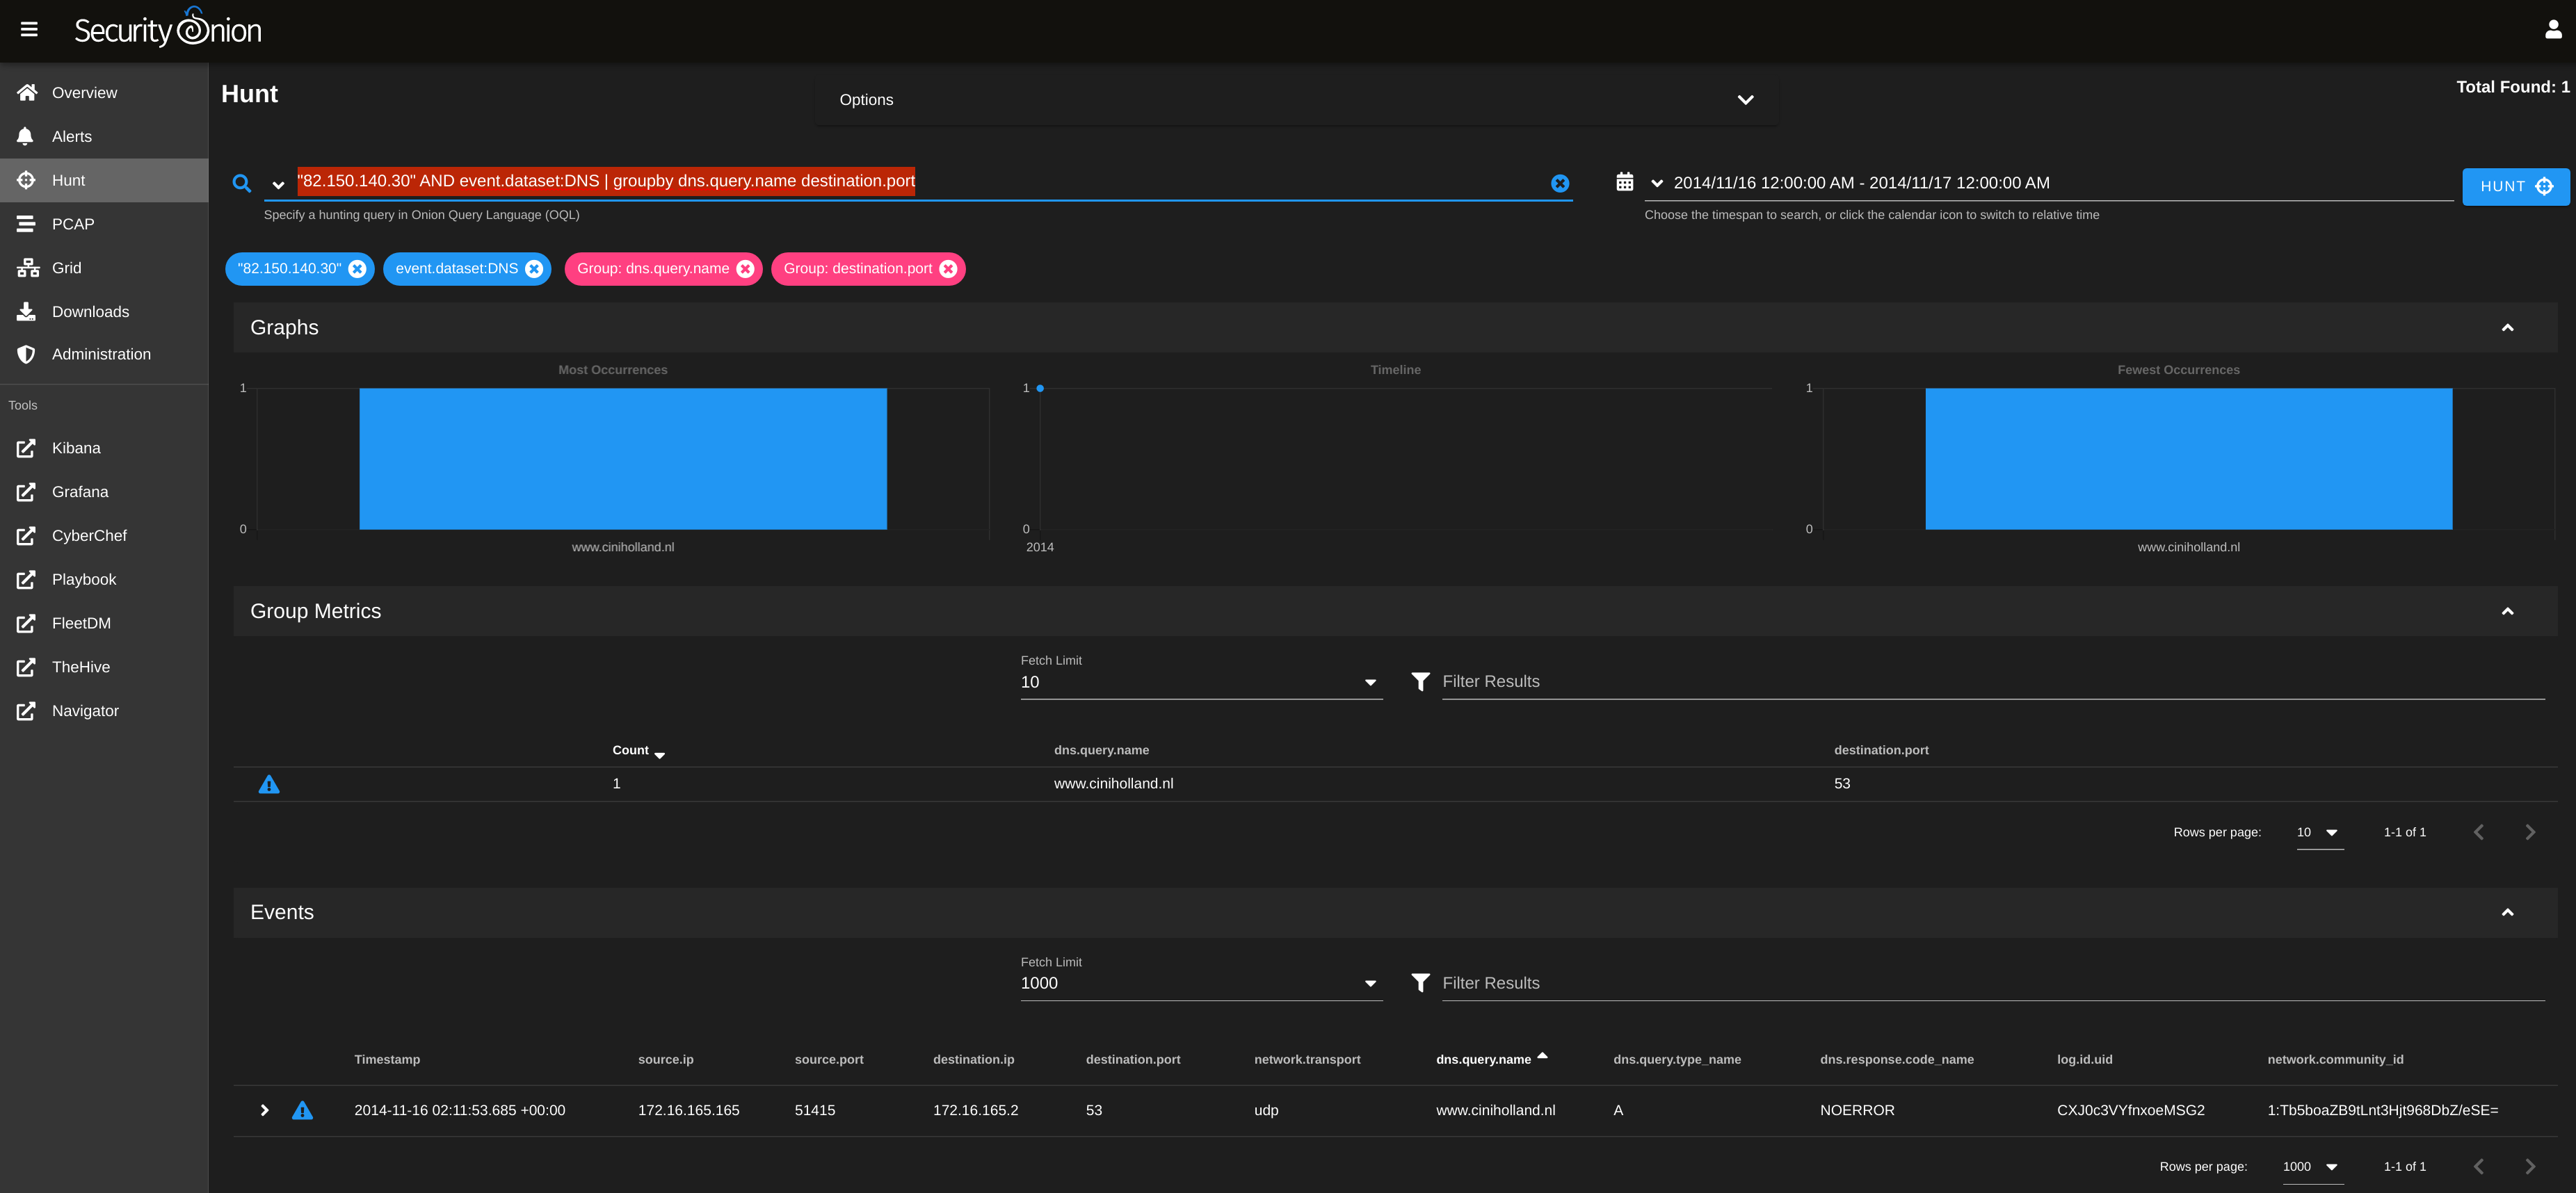 Security Onion
Overview
Alerts
Hunt
PCAP
Grid
Downloads
Administration
Tools
Kibana
Grafana
CyberChef
Playbook
FleetDM
TheHive
Navigator
Hunt
Options
Total Found: 1
"82.150.140.30" AND event.dataset:DNS | groupby dns.query.name destination.port
Specify a hunting query in Onion Query Language (OQL)
2014/11/16 12:00:00 AM - 2014/11/17 12:00:00 AM
Choose the timespan to search, or click the calendar icon to switch to relative time
HUNT
"82.150.140.30" event.dataset:DNS Group: dns.query.name Group: destination.port
Graphs
Most Occurrences
1
0
www.ciniholland.nl
Timeline
1
0
2014
Fewest Occurrences
1
0
www.ciniholland.nl
Group Metrics
Fetch Limit
10
Filter Results
Count dns.query.name destination.port
1 www.ciniholland.nl 53
Rows per page: 10 1-1 of 1
Events
Fetch Limit
1000
Filter Results
Timestamp source.ip source.port destination.ip destination.port network.transport dns.query.name dns.query.type_name dns.response.code_name log.id.uid network.community_id
2014-11-16 02:11:53.685 +00:00 172.16.165.165 51415 172.16.165.2 53 udp www.ciniholland.nl A NOERROR CXJ0c3VYfnxoeMSG2 1:Tb5boaZB9tLnt3Hjt968DbZ/eSE=
Rows per page: 1000 1-1 of 1